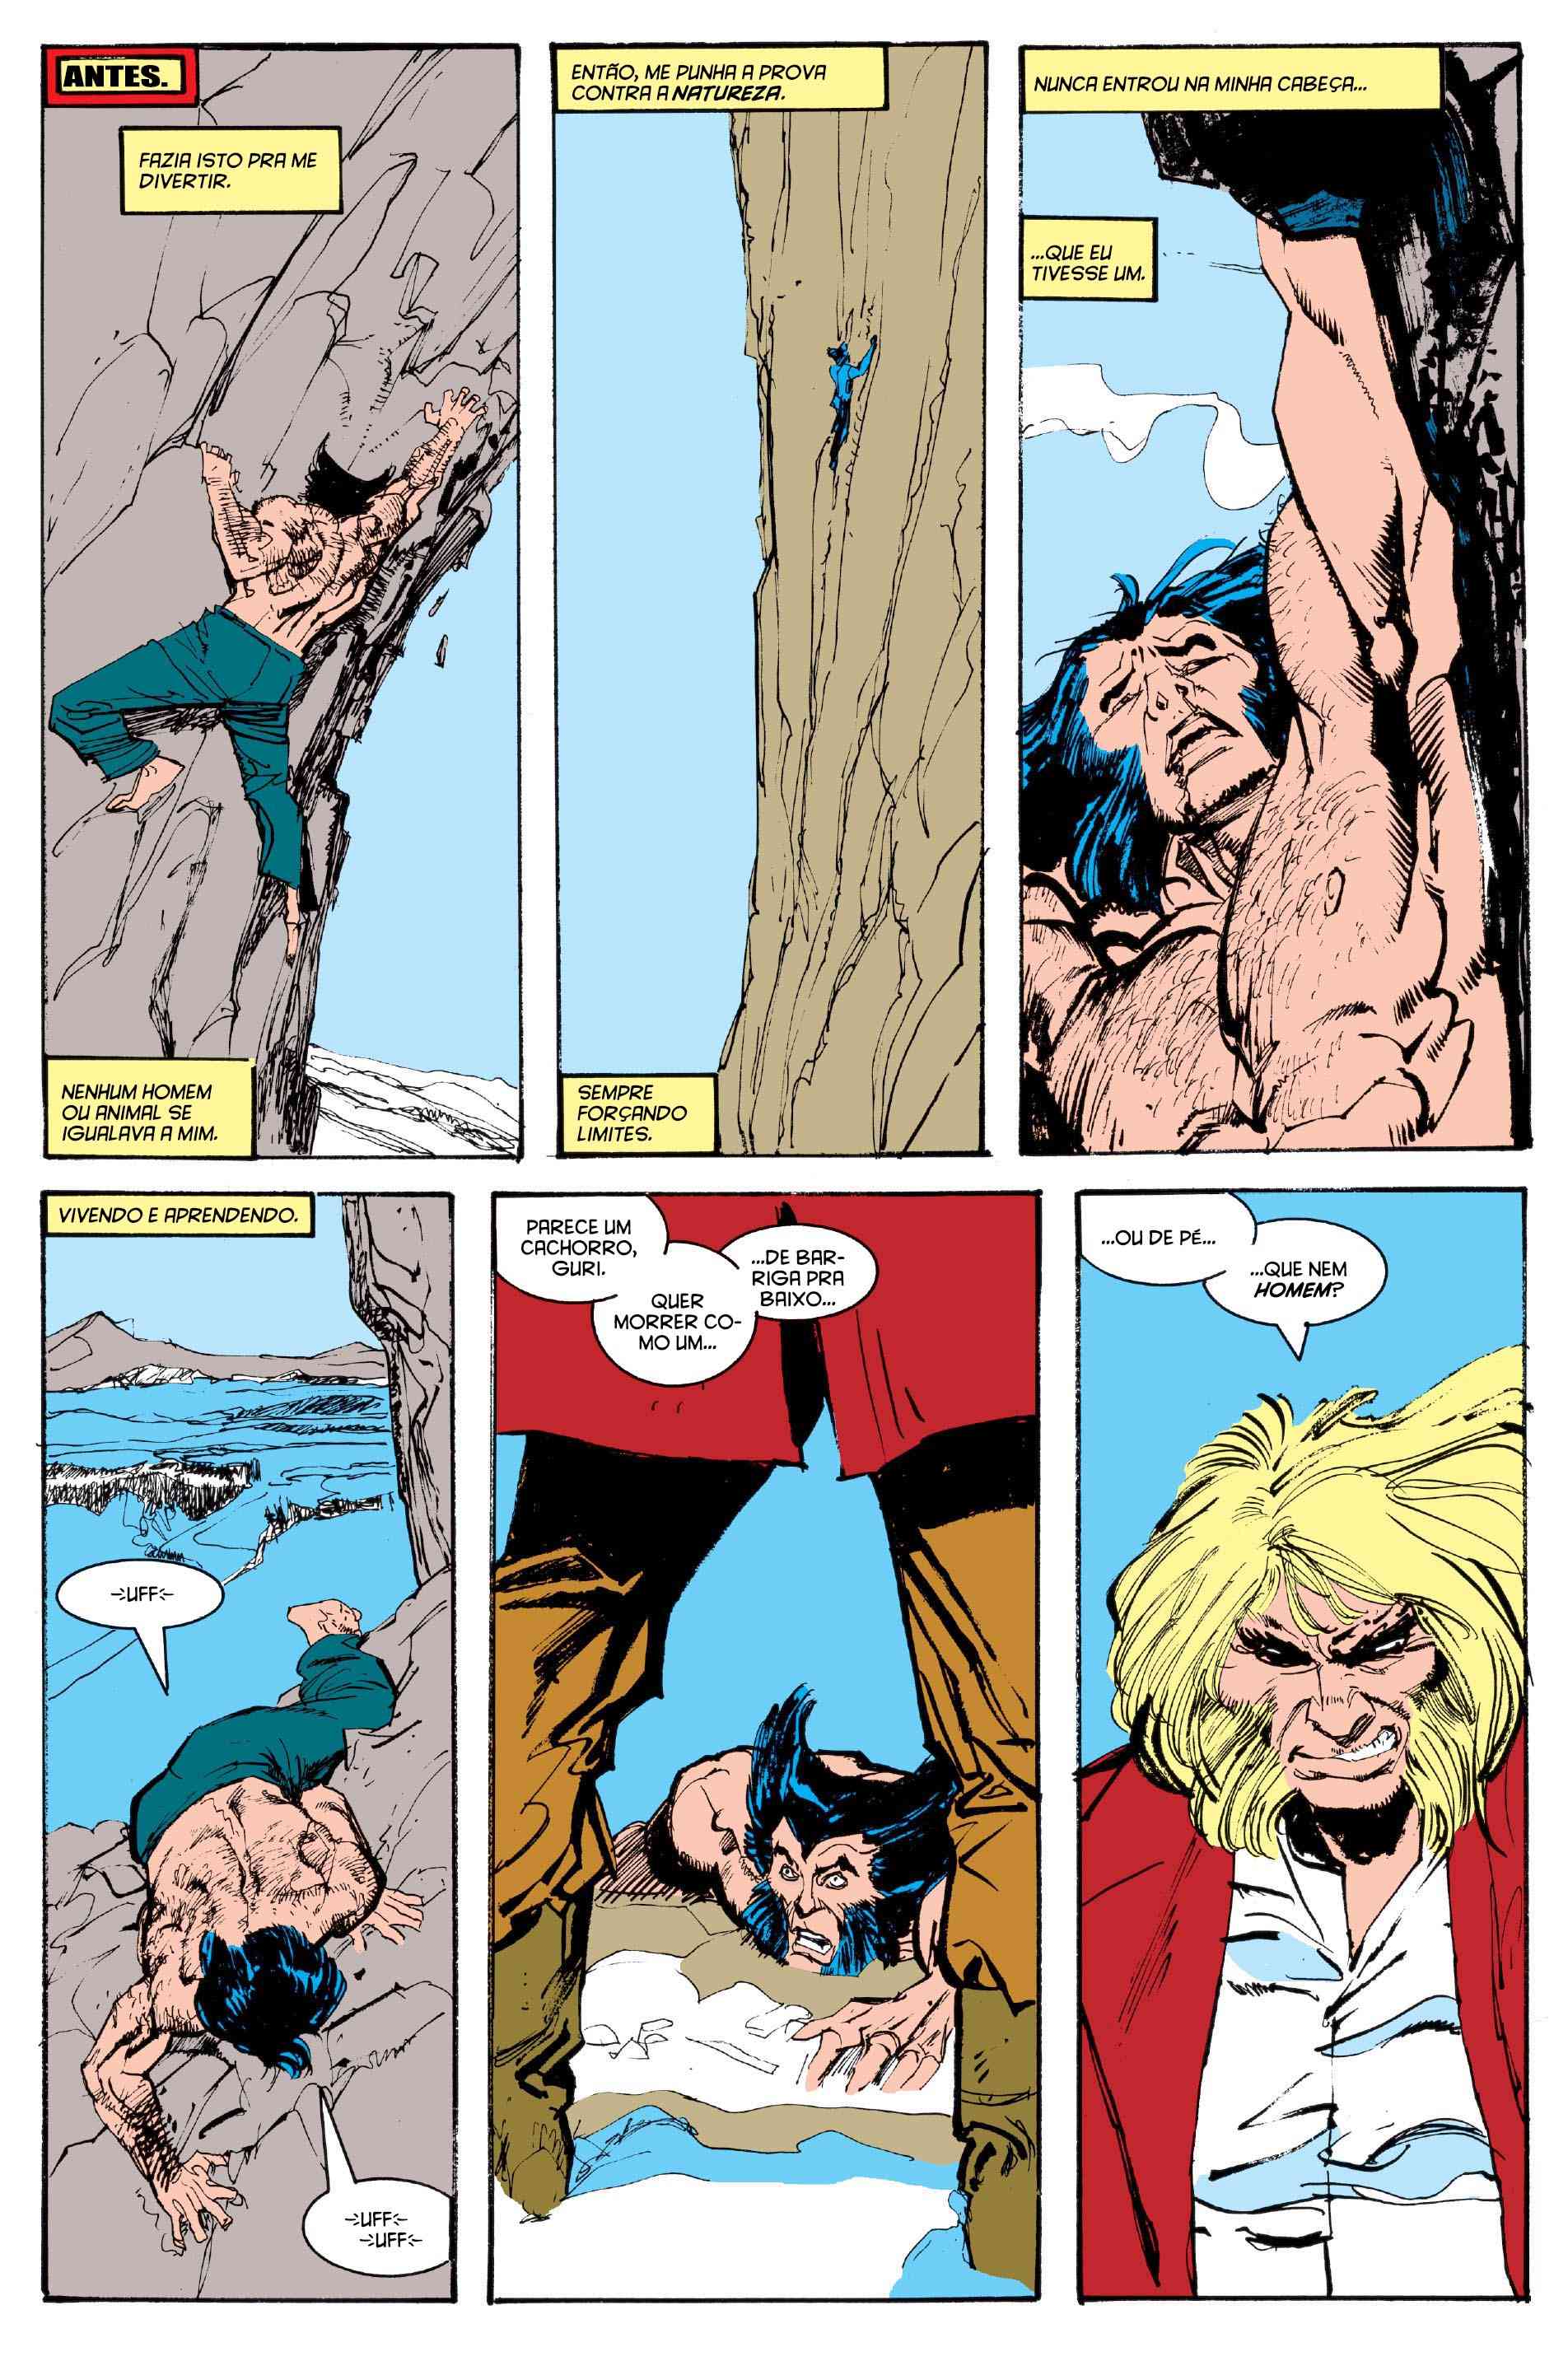 ANTES.
FAZIA ISTO PRA ME
DIVERTIR.
NENHUM HOMEM
OU ANIMAL SE
IGUALAVA A MIM.
ENTÃO, ME PUNHA A PROVA
CONTRA A NATUREZA.
SEMPRE
FORÇANDO
LIMITES.
NUNCA ENTROU NA MINHA CABEÇA...
...QUE EU
TIVESSE UM.
VIVENDO E APRENDENDO.
UFF
UFF
UFF
PARECE UM
CACHORRO,
GURI.
QUER
MORRER CO-
MO UM...
...DE BAR-
RIGA PRA
BAIXO...
...OU DE PÉ...
...QUE NEM
HOMEM?